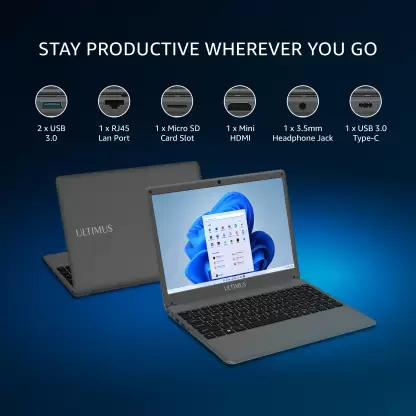 STAY PRODUCTIVE WHEREVER YOU GO
2 x USB
3.0
1 x RJ45
Lan Port
1 x Micro SD
Card Slot
1 x Mini
HDMI
1 x 3.5mm
Headphone Jack
1 x USB 3.0
Type-C
ULTIMUS
ULTIMUS